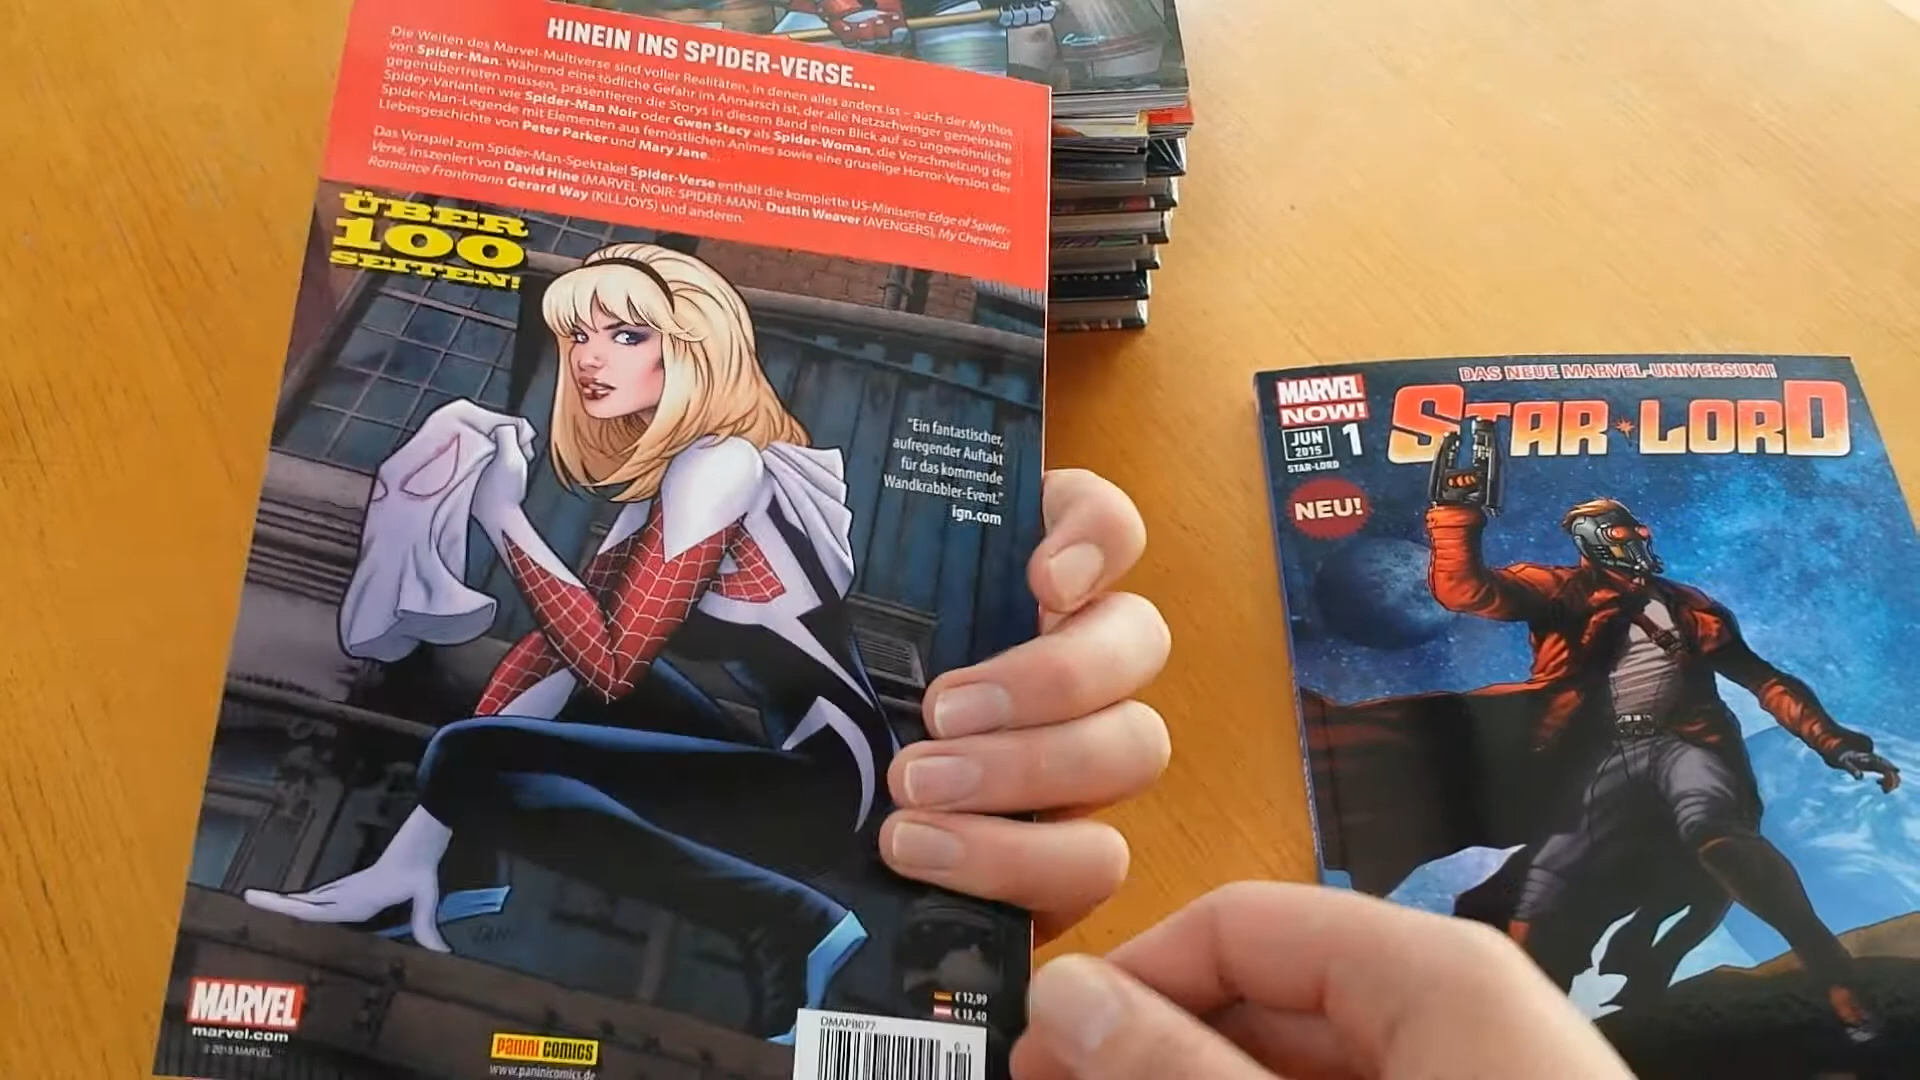 HINEIN INS SPIDER-VERSE...
Die Weiten des Marvel-Multiverse sind voller Realitäten, in denen alles anders ist – auch der Mythos
von Spider-Man. Während eine tödliche Gefahr im Anmarsch ist, der alle Netzschwinger gemeinsam
gegenübertreten müssen, präsentieren die Storys in diesem Band einen Blick auf so ungewöhnliche
Spidey-Varianten wie Spider-Man Noir oder Gwen Stacy als Spider-Woman, die Verschmelzung der
Spider-Man-Legende mit Elementen aus fernöstlichen Animes sowie eine gruselige Horror-Version der
Liebesgeschichte von Peter Parker und Mary Jane...
Das Vorspiel zum Spider-Man-Spektakel Spider-Verse enthält die komplette US-Miniserie Edge of Spider-
Verse, inszeniert von David Hine (MARVEL NOIR: SPIDER-MAN), Dustin Weaver (AVENGERS), My Chemical
Romance Frontmann Gerard Way (KILLJOYS) und anderen.
ÜBER
100
SEITEN!
"Ein fantastischer,
aufregender Auftakt
für das kommende
Wandkrabbler-Event."
ign.com
MARVEL
marvel.com
© 2015 MARVEL
PANINI COMICS
www.paninicomics.de
€ 12,99
€ 13,40
DMAPB077
0 1
DAS NEUE MARVEL-UNIVERSUM!
MARVEL
NOW!
STAR-LORD
JUN
2015
1
STAR-LORD
NEU!